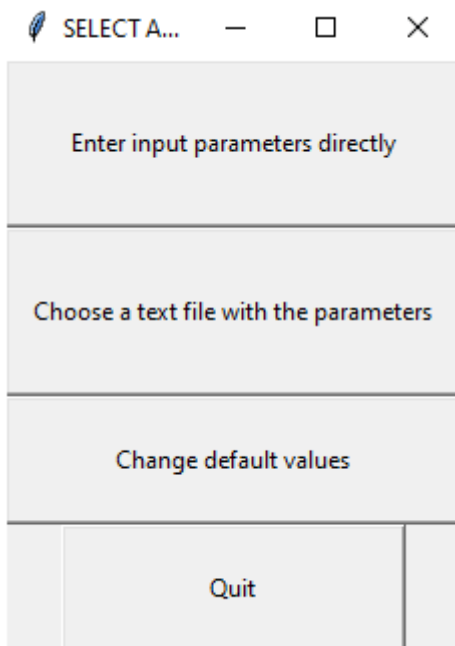 SELECT A...
Enter input parameters directly
Choose a text file with the parameters
Change default values
Quit